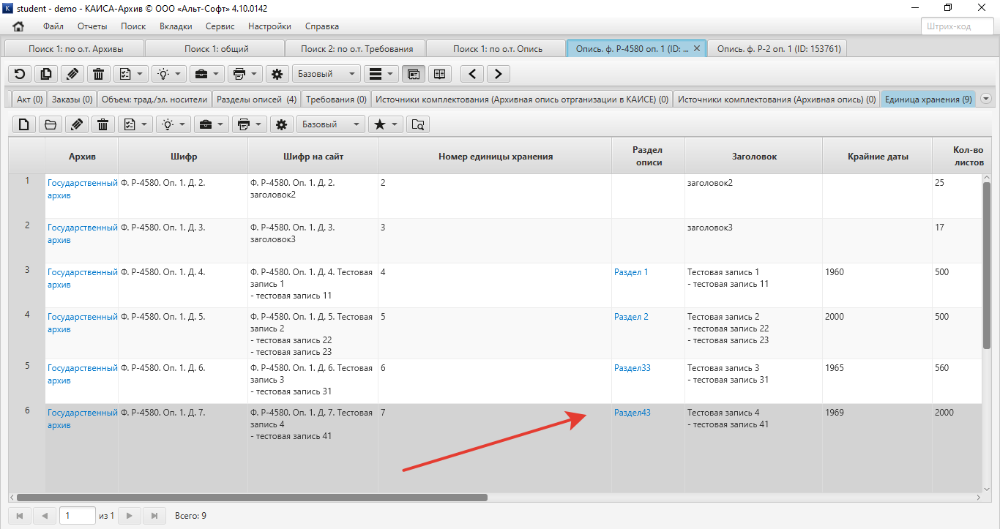 student - demo - КАИСА-Архив © ООО «Альт-Софт» 4.10.0142
Файл Отчеты Поиск Вкладки Сервис Настройки Справка Штрих-код
Поиск 1: по о.т. Архивы Поиск 1: общий Поиск 2: по о.т. Требования Поиск 1: по о.т. Опись Опись. ф. Р-4580 оп. 1 (ID: ... Опись. ф. Р-2 оп. 1 (ID: 153761)
Базовый
Акт (0) Заказы (0) Объем: трад./эл. носители Разделы описей (4) Требования (0) Источники комплектования (Архивная опись отрганизации в КАИСЕ) (0) Источники комплектования (Архивная опись) (0) Единица хранения (9)
Базовый
Архив Шифр Шифр на сайт Номер единицы хранения Раздел описи Заголовок Крайние даты Кол-во листов
1 Государственный Ф. Р-4580. Оп. 1. Д. 2. Ф. Р-4580. Оп. 1. Д. 2. 2 заголовок2 25
архив заголовок2
2 Государственный Ф. Р-4580. Оп. 1. Д. 3. Ф. Р-4580. Оп. 1. Д. 3. 3 заголовок3 17
архив заголовок3
3 Государственный Ф. Р-4580. Оп. 1. Д. 4. Ф. Р-4580. Оп. 1. Д. 4. Тестовая 4 Раздел 1 Тестовая запись 1 1960 500
архив запись 1 - тестовая запись 11
- тестовая запись 11
4 Государственный Ф. Р-4580. Оп. 1. Д. 5. Ф. Р-4580. Оп. 1. Д. 5. Тестовая 5 Раздел 2 Тестовая запись 2 2000 500
архив запись 2 - тестовая запись 22
- тестовая запись 22 - тестовая запись 23
- тестовая запись 23
5 Государственный Ф. Р-4580. Оп. 1. Д. 6. Ф. Р-4580. Оп. 1. Д. 6. Тестовая 6 Раздел33 Тестовая запись 3 1965 560
архив запись 3 - тестовая запись 31
- тестовая запись 31
6 Государственный Ф. Р-4580. Оп. 1. Д. 7. Ф. Р-4580. Оп. 1. Д. 7. Тестовая 7 Раздел43 Тестовая запись 4 1969 2000
архив запись 4 - тестовая запись 41
- тестовая запись 41
1 из 1 Всего: 9